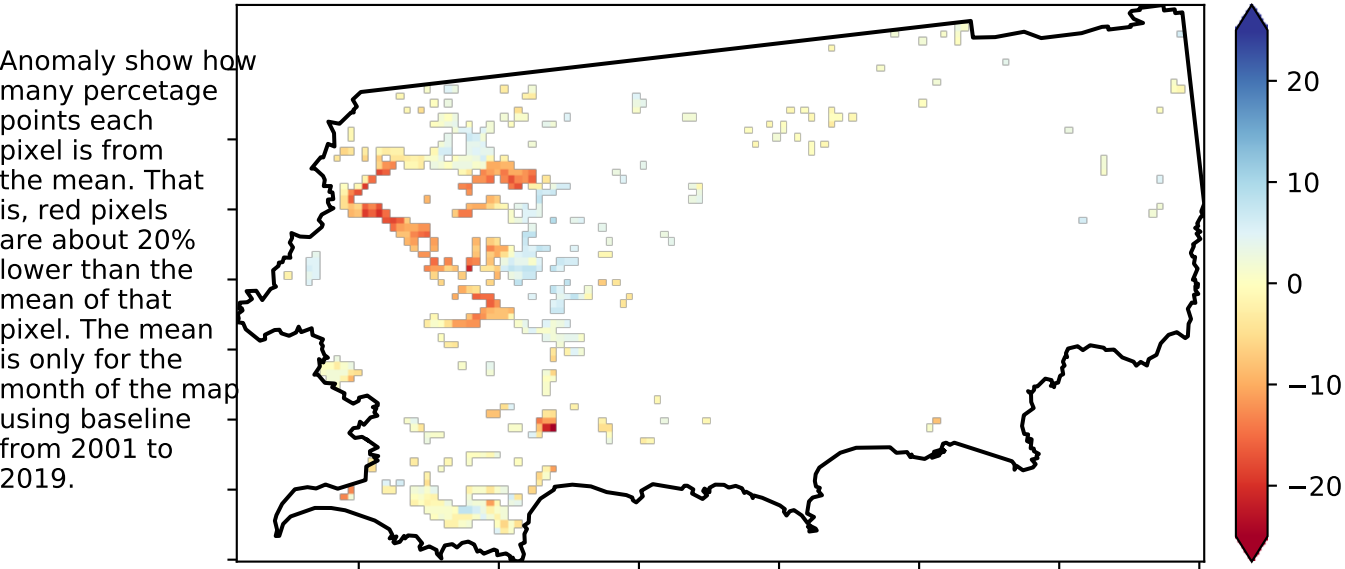 Anomaly show how
many percetage
points each
pixel is from
the mean. That
is, red pixels
are about 20%
lower than the
mean of that
pixel. The mean
is only for the
month of the map
using baseline
from 2001 to
2019.
20
10
0
−10
−20